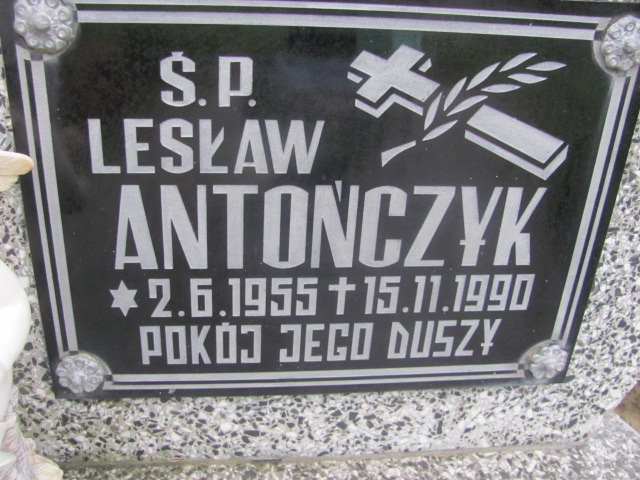 Ś.P.
LESŁAW
ANTOŃCZYK
* 2.6.1955 † 15.11.1990
POKÓJ JEGO DUSZY